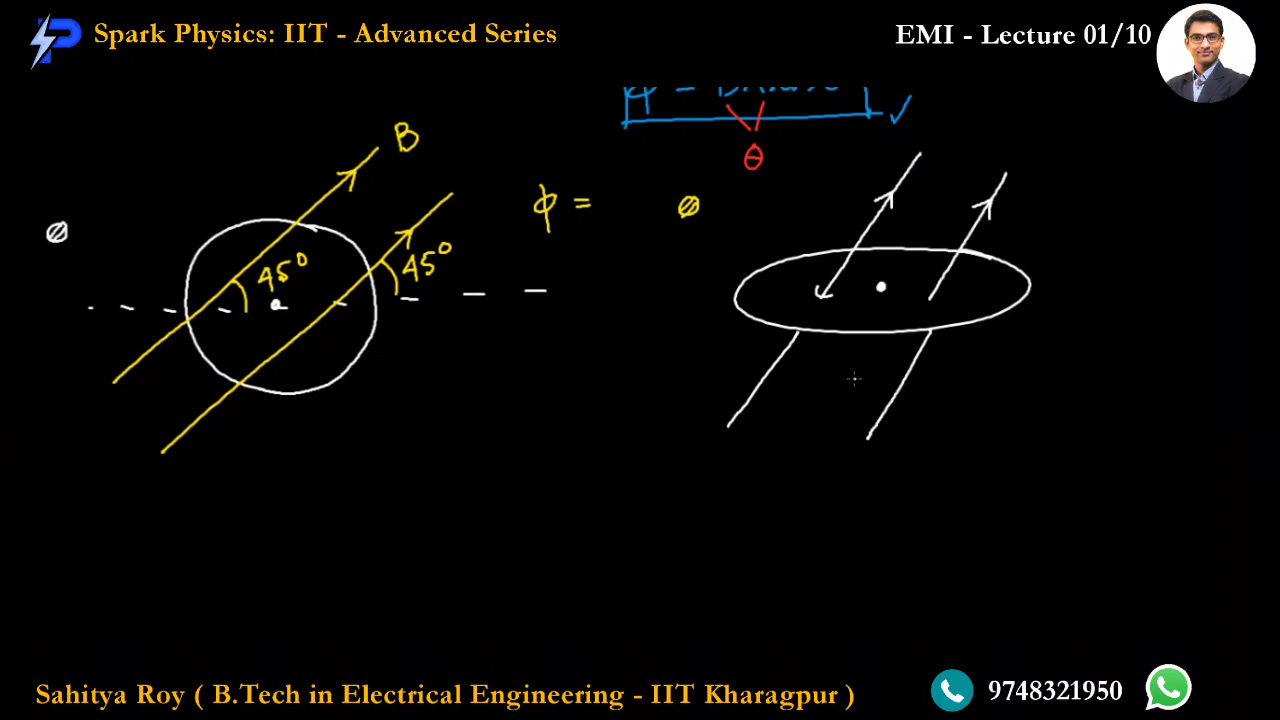 Spark Physics: IIT - Advanced Series
EMI - Lecture 01/10
θ
B
ϕ =
45°
45°
Sahitya Roy ( B.Tech in Electrical Engineering - IIT Kharagpur )
9748321950